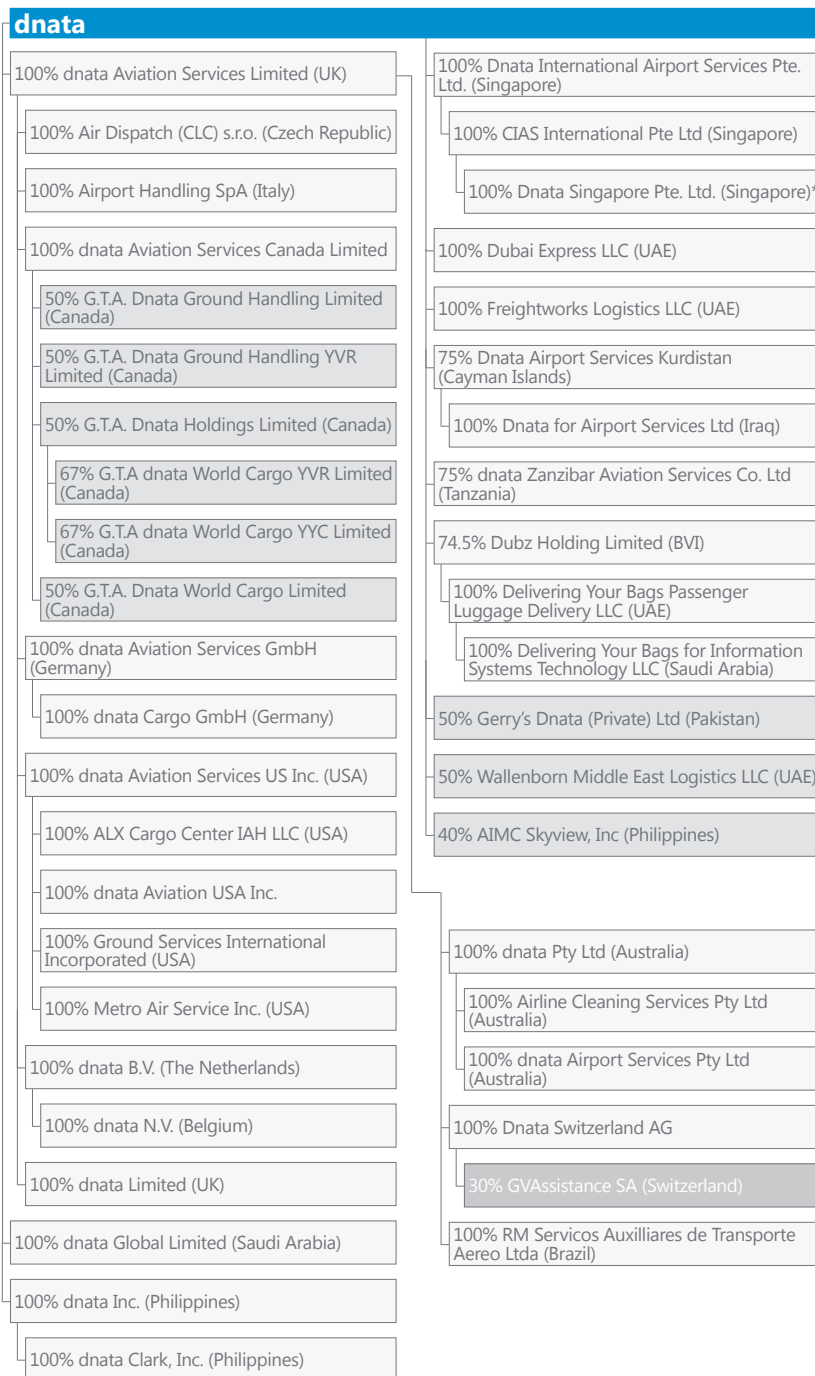 dnata
100% dnata Aviation Services Limited (UK)
100% Air Dispatch (CLC) s.r.o. (Czech Republic)
100% Airport Handling SpA (Italy)
100% dnata Aviation Services Canada Limited
50% G.T.A. Dnata Ground Handling Limited
(Canada)
50% G.T.A. Dnata Ground Handling YVR
Limited (Canada)
50% G.T.A. Dnata Holdings Limited (Canada)
67% G.T.A dnata World Cargo YVR Limited
(Canada)
67% G.T.A dnata World Cargo YYC Limited
(Canada)
50% G.T.A. Dnata World Cargo Limited
(Canada)
100% dnata Aviation Services GmbH
(Germany)
100% dnata Cargo GmbH (Germany)
100% dnata Aviation Services US Inc. (USA)
100% ALX Cargo Center IAH LLC (USA)
100% dnata Aviation USA Inc.
100% Ground Services International
Incorporated (USA)
100% Metro Air Service Inc. (USA)
100% dnata B.V. (The Netherlands)
100% dnata N.V. (Belgium)
100% dnata Limited (UK)
100% dnata Global Limited (Saudi Arabia)
100% dnata Inc. (Philippines)
100% dnata Clark, Inc. (Philippines)
100% Dnata International Airport Services Pte.
Ltd. (Singapore)
100% CIAS International Pte Ltd (Singapore)
100% Dnata Singapore Pte. Ltd. (Singapore)*
100% Dubai Express LLC (UAE)
100% Freightworks Logistics LLC (UAE)
75% Dnata Airport Services Kurdistan
(Cayman Islands)
100% Dnata for Airport Services Ltd (Iraq)
75% dnata Zanzibar Aviation Services Co. Ltd
(Tanzania)
74.5% Dubz Holding Limited (BVI)
100% Delivering Your Bags Passenger
Luggage Delivery LLC (UAE)
100% Delivering Your Bags for Information
Systems Technology LLC (Saudi Arabia)
50% Gerry's Dnata (Private) Ltd (Pakistan)
50% Wallenborn Middle East Logistics LLC (UAE)
40% AIMC Skyview, Inc (Philippines)
100% dnata Pty Ltd (Australia)
100% Airline Cleaning Services Pty Ltd
(Australia)
100% dnata Airport Services Pty Ltd
(Australia)
100% Dnata Switzerland AG
30% GVAssistance SA (Switzerland)
100% RM Servicos Auxilliares de Transporte
Aereo Ltda (Brazil)